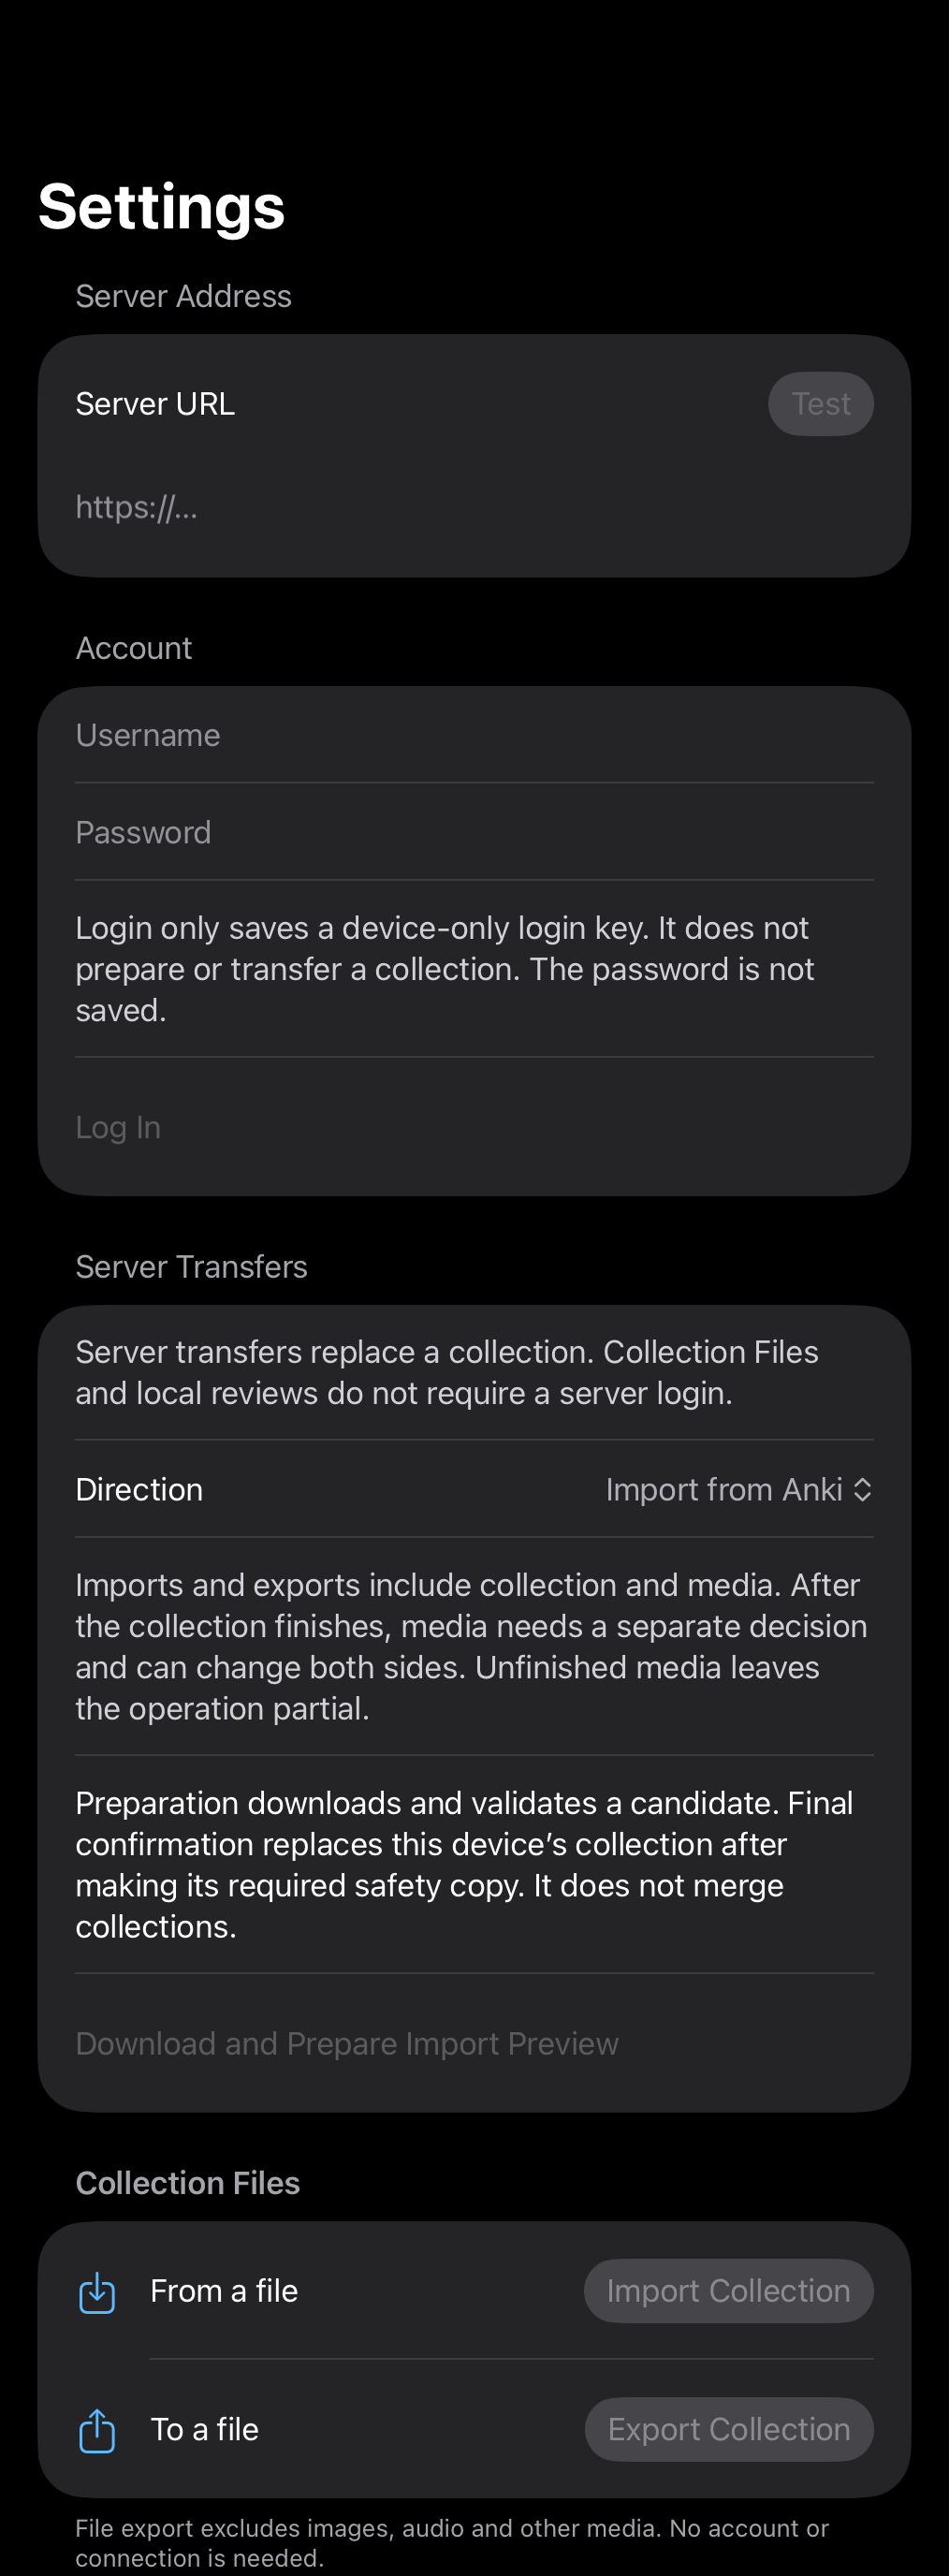 Settings
Server Address
Server URL
Test
https://...
Account
Username
Password
Login only saves a device-only login key. It does not
prepare or transfer a collection. The password is not
saved.
Log In
Server Transfers
Server transfers replace a collection. Collection Files
and local reviews do not require a server login.
Direction
Import from Anki
Imports and exports include collection and media. After
the collection finishes, media needs a separate decision
and can change both sides. Unfinished media leaves
the operation partial.
Preparation downloads and validates a candidate. Final
confirmation replaces this device’s collection after
making its required safety copy. It does not merge
collections.
Download and Prepare Import Preview
Collection Files
From a file
Import Collection
To a file
Export Collection
File export excludes images, audio and other media. No account or
connection is needed.